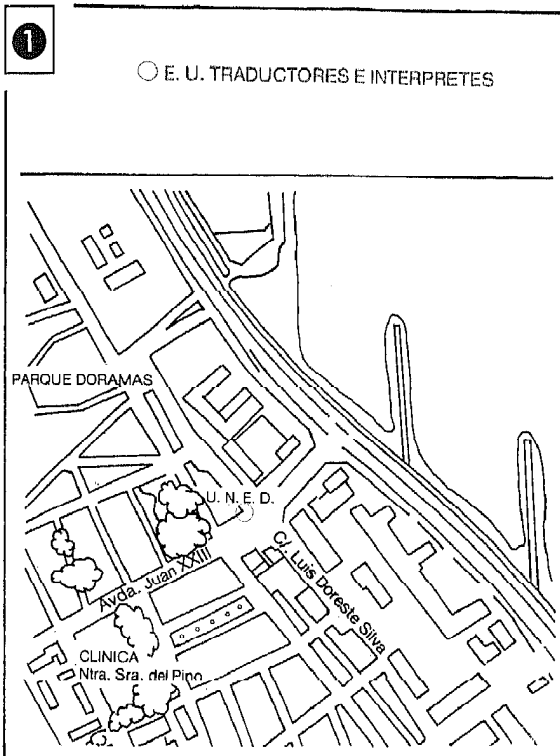 1
E. U. TRADUCTORES E INTERPRETES
PARQUE DORAMAS
U. N. E. D.
Avda. Juan XXIII
C/. Luis Doreste Silva
CLINICA
Ntra. Sra. del Pino